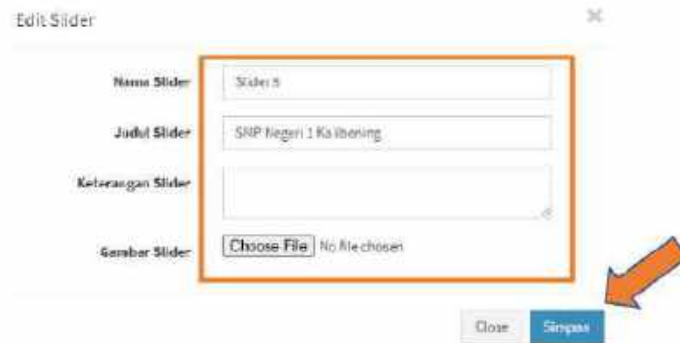 Edit Slider
Nama Slider
Slider 5
Judul Slider
SMP Negeri 1 Kalibening
Keterangan Slider
Gambar Slider
Choose File No file chosen
Close
Simpan